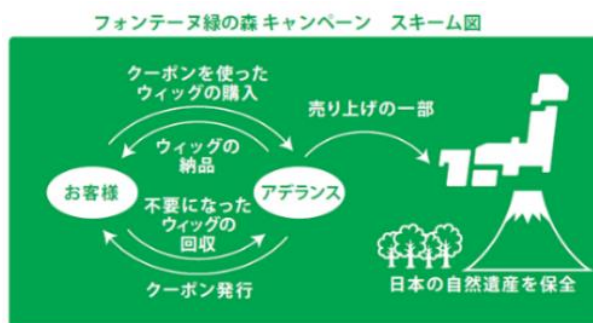 フォンテーヌ緑の森 キャンペーン　スキーム図
クーポンを使った
ウィッグの購入
売り上げの一部
ウィッグの
納品
お客様
アデランス
不要になった
ウィッグの
回収
クーポン発行
日本の自然遺産を保全